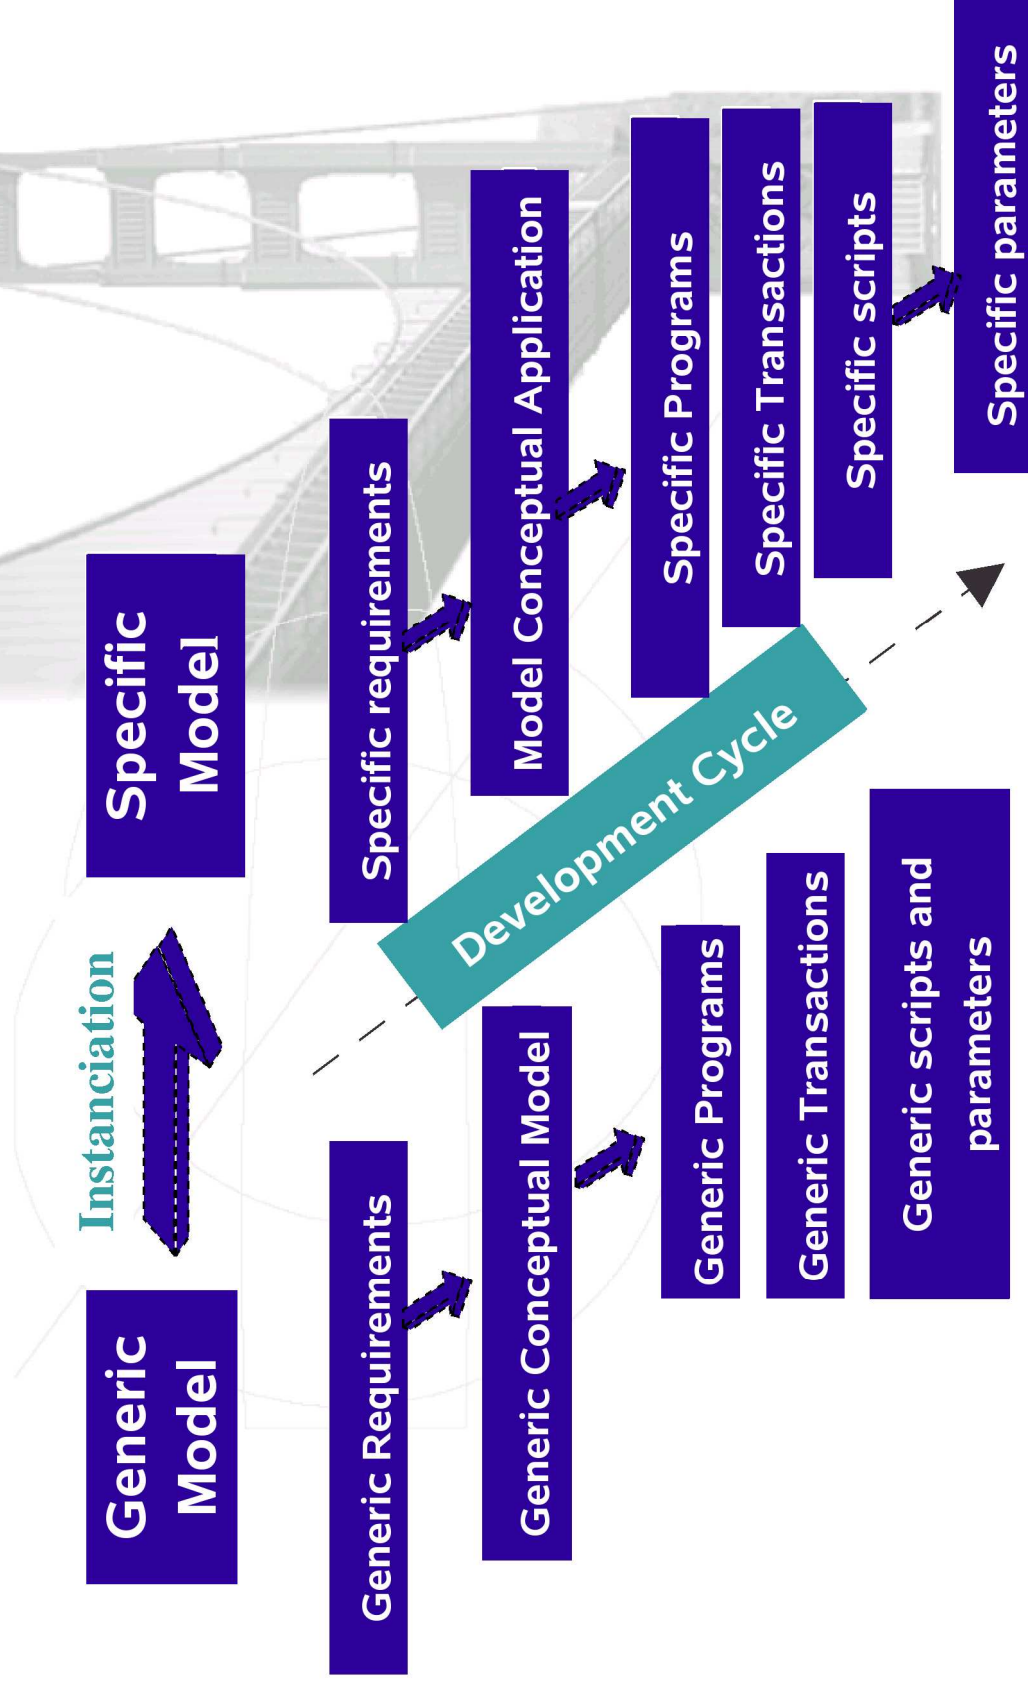 Instanciation
Generic
Model
Specific
Model
Generic Requirements
Specific requirements
Generic Conceptual Model
Model Conceptual Application
Development Cycle
Generic Programs
Specific Programs
Generic Transactions
Specific Transactions
Generic scripts and
parameters
Specific scripts
Specific parameters